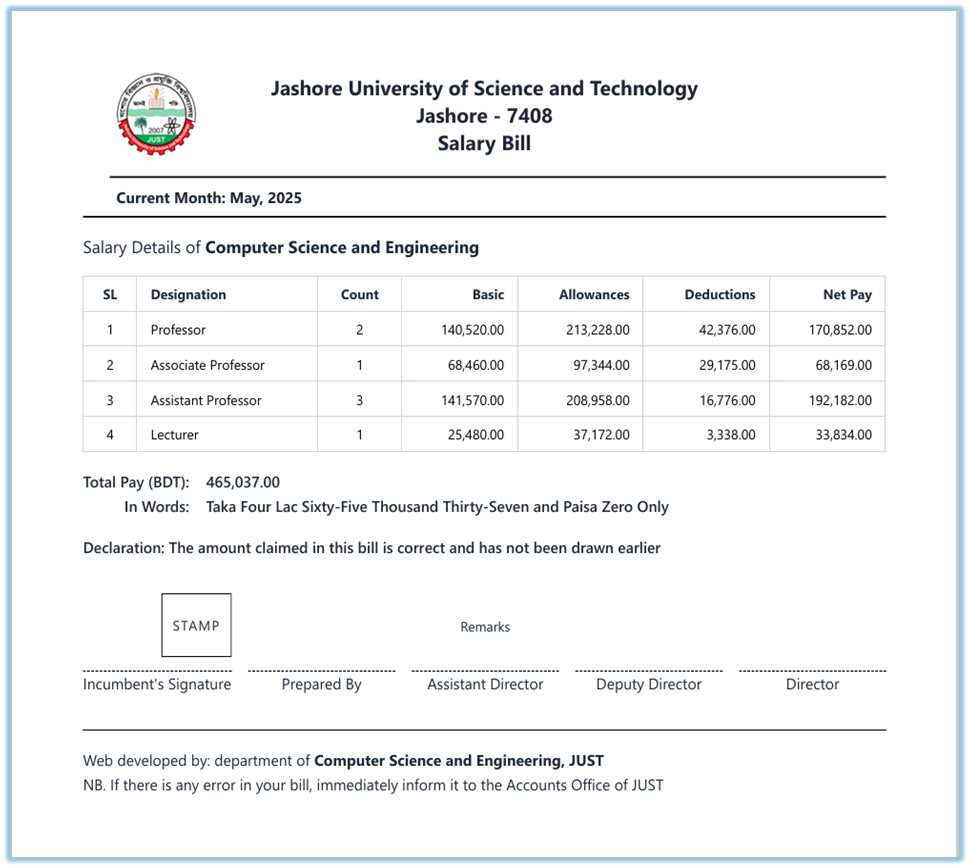 যশোর বিজ্ঞান ও প্রযুক্তি বিশ্ববিদ্যালয়
2007
JUST
Jashore University of Science and Technology
Jashore - 7408
Salary Bill
Current Month: May, 2025
Salary Details of Computer Science and Engineering
SL Designation Count Basic Allowances Deductions Net Pay
1 Professor 2 140,520.00 213,228.00 42,376.00 170,852.00
2 Associate Professor 1 68,460.00 97,344.00 29,175.00 68,169.00
3 Assistant Professor 3 141,570.00 208,958.00 16,776.00 192,182.00
4 Lecturer 1 25,480.00 37,172.00 3,338.00 33,834.00
Total Pay (BDT): 465,037.00
In Words: Taka Four Lac Sixty-Five Thousand Thirty-Seven and Paisa Zero Only
Declaration: The amount claimed in this bill is correct and has not been drawn earlier
STAMP
Remarks
Incumbent's Signature Prepared By Assistant Director Deputy Director Director
Web developed by: department of Computer Science and Engineering, JUST
NB. If there is any error in your bill, immediately inform it to the Accounts Office of JUST